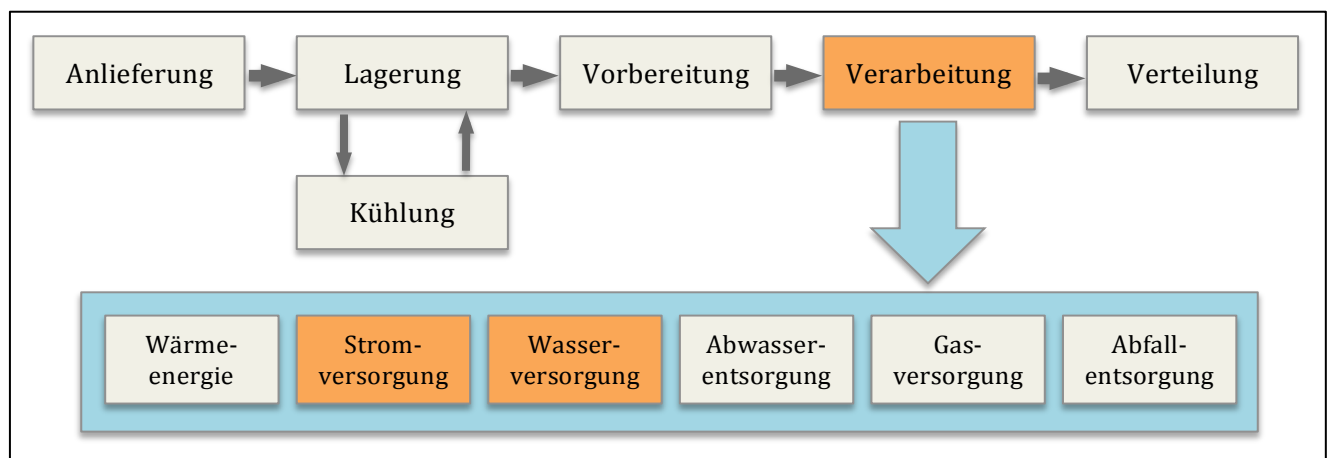 Anlieferung
Lagerung
Vorbereitung
Verarbeitung
Verteilung
Kühlung
Wärme-
energie
Strom-
versorgung
Wasser-
versorgung
Abwasser-
entsorgung
Gas-
versorgung
Abfall-
entsorgung